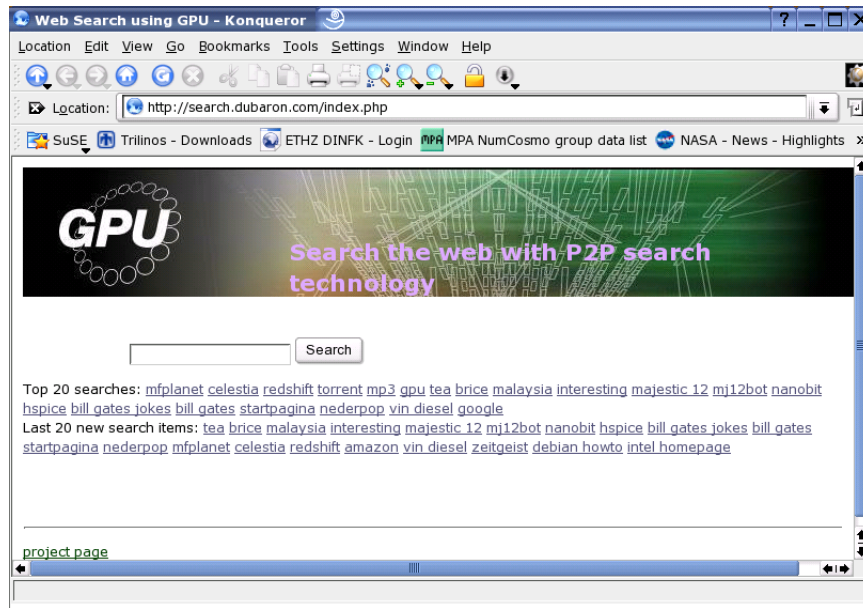 Web Search using GPU - Konqueror
Location Edit View Go Bookmarks Tools Settings Window Help
Location: http://search.dubaron.com/index.php
SuSE Trilinos - Downloads ETHZ DINFK - Login MPA MPA NumCosmo group data list NASA - News - Highlights »
GPU
Search the web with P2P search
technology
Search
Top 20 searches: mfplanet celestia redshift torrent mp3 gpu tea brice malaysia interesting majestic 12 mj12bot nanobit
hspice bill gates jokes bill gates startpagina nederpop vin diesel google
Last 20 new search items: tea brice malaysia interesting majestic 12 mj12bot nanobit hspice bill gates jokes bill gates
startpagina nederpop mfplanet celestia redshift amazon vin diesel zeitgeist debian howto intel homepage
project page